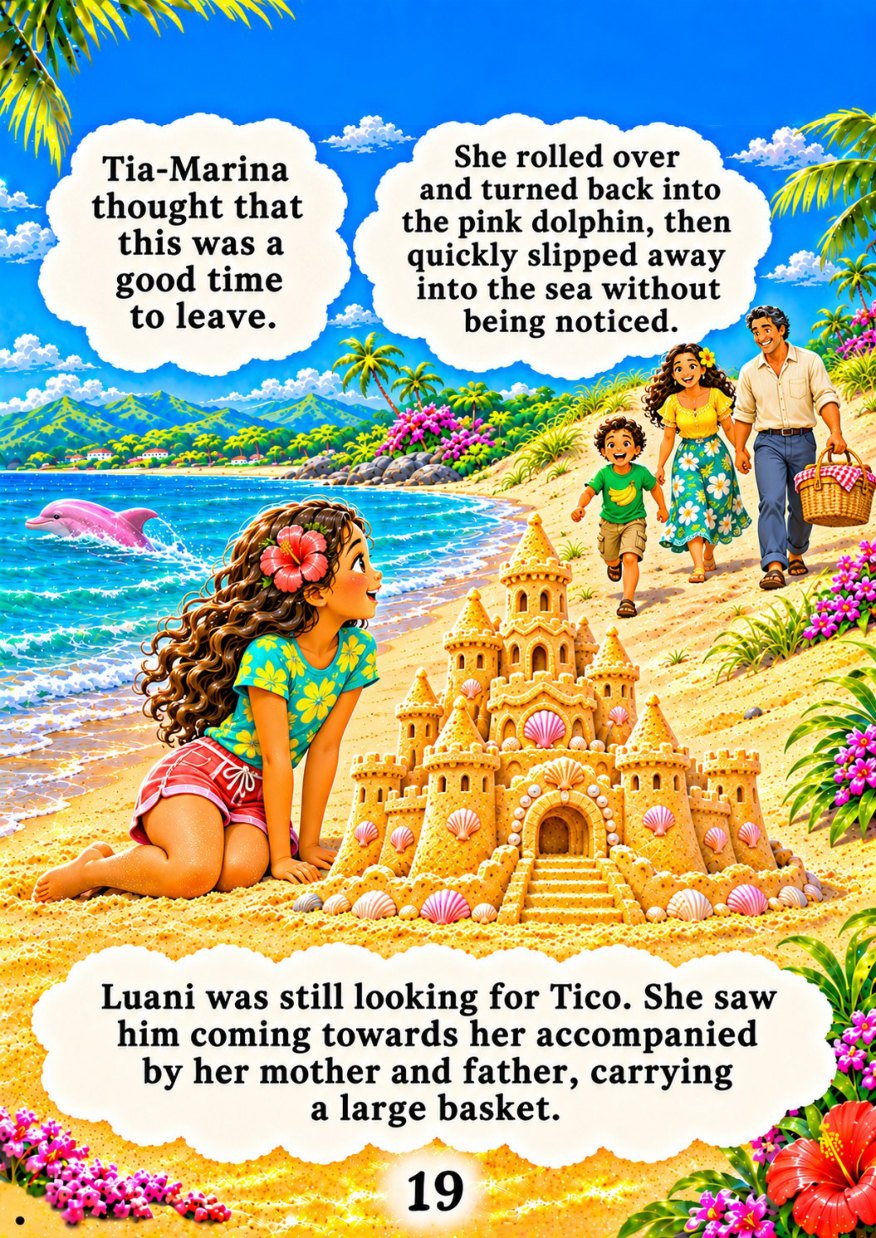 Tia-Marina
thought that
this was a
good time
to leave.
She rolled over
and turned back into
the pink dolphin, then
quickly slipped away
into the sea without
being noticed.
Luani was still looking for Tico. She saw
him coming towards her accompanied
by her mother and father, carrying
a large basket.
19